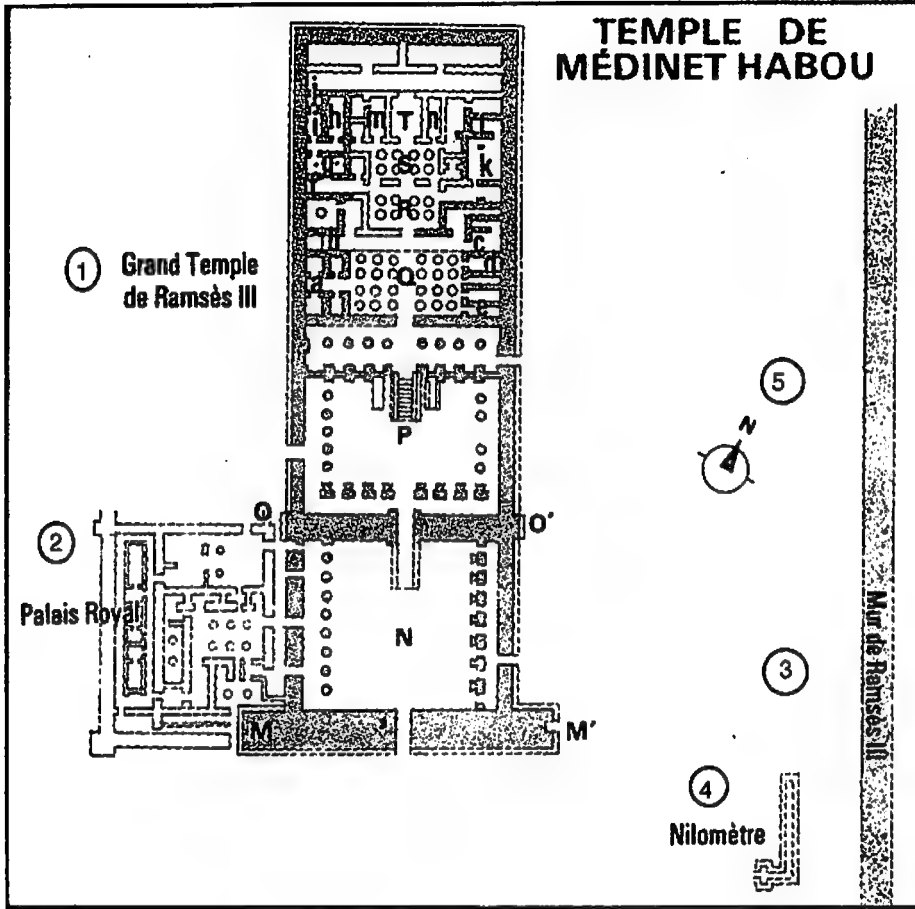 TEMPLE DE
MÉDINET HABOU
h
m
T
n
S
k
R
c
Q
a
d
1
Grand Temple
de Ramsès III
5
N
P
O
O'
2
Palais Royal
N
3
M
M'
4
Nilomètre
Mur de Ramsès III